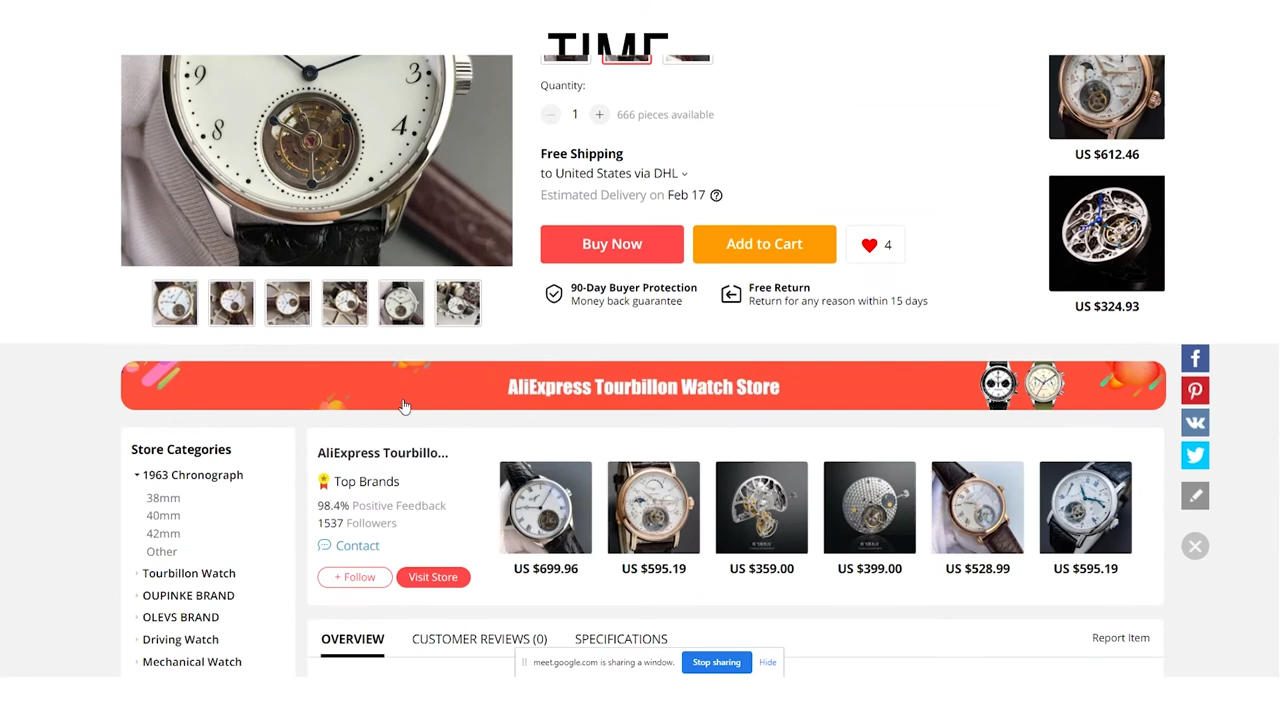 TIME
9
3
8
4
Quantity:
1
666 pieces available
Free Shipping
to United States via DHL
Estimated Delivery on Feb 17
Buy Now
Add to Cart
4
90-Day Buyer Protection
Money back guarantee
Free Return
Return for any reason within 15 days
US $612.46
US $324.93
AliExpress Tourbillon Watch Store
Store Categories
1963 Chronograph
38mm
40mm
42mm
Other
Tourbillon Watch
OUPINKE BRAND
OLEVS BRAND
Driving Watch
Mechanical Watch
AliExpress Tourbillo...
Top Brands
98.4% Positive Feedback
1537 Followers
Contact
+ Follow
Visit Store
US $699.96
US $595.19
US $359.00
US $399.00
US $528.99
US $595.19
OVERVIEW
CUSTOMER REVIEWS (0)
SPECIFICATIONS
Report Item
meet.google.com is sharing a window.
Stop sharing
Hide